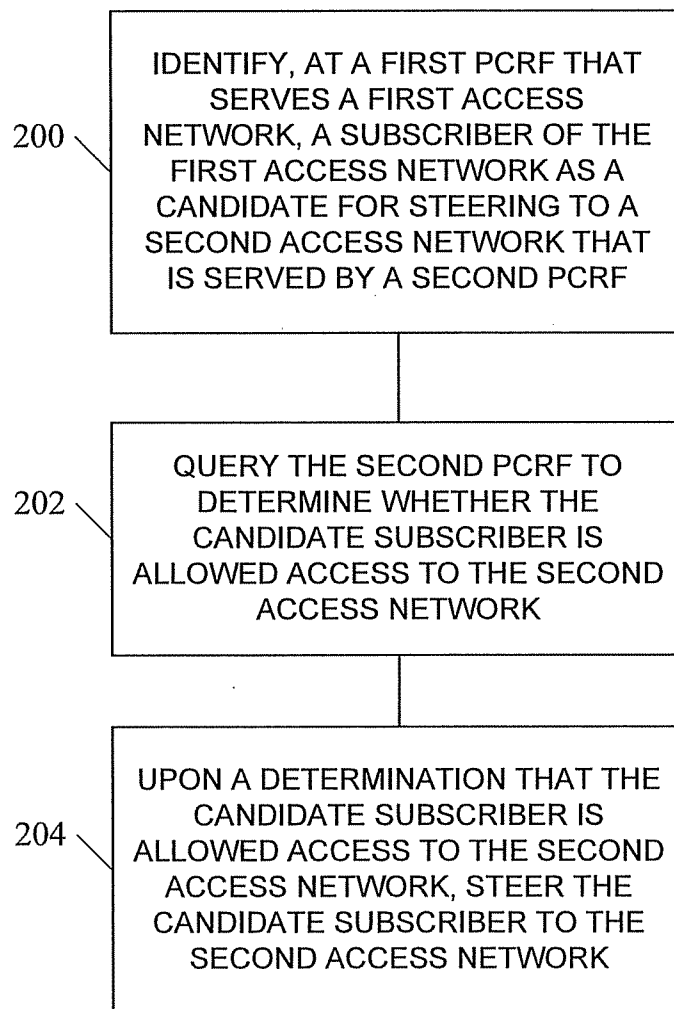 200
IDENTIFY, AT A FIRST PCRF THAT
SERVES A FIRST ACCESS
NETWORK, A SUBSCRIBER OF THE
FIRST ACCESS NETWORK AS A
CANDIDATE FOR STEERING TO A
SECOND ACCESS NETWORK THAT
IS SERVED BY A SECOND PCRF
202
QUERY THE SECOND PCRF TO
DETERMINE WHETHER THE
CANDIDATE SUBSCRIBER IS
ALLOWED ACCESS TO THE SECOND
ACCESS NETWORK
204
UPON A DETERMINATION THAT THE
CANDIDATE SUBSCRIBER IS
ALLOWED ACCESS TO THE SECOND
ACCESS NETWORK, STEER THE
CANDIDATE SUBSCRIBER TO THE
SECOND ACCESS NETWORK